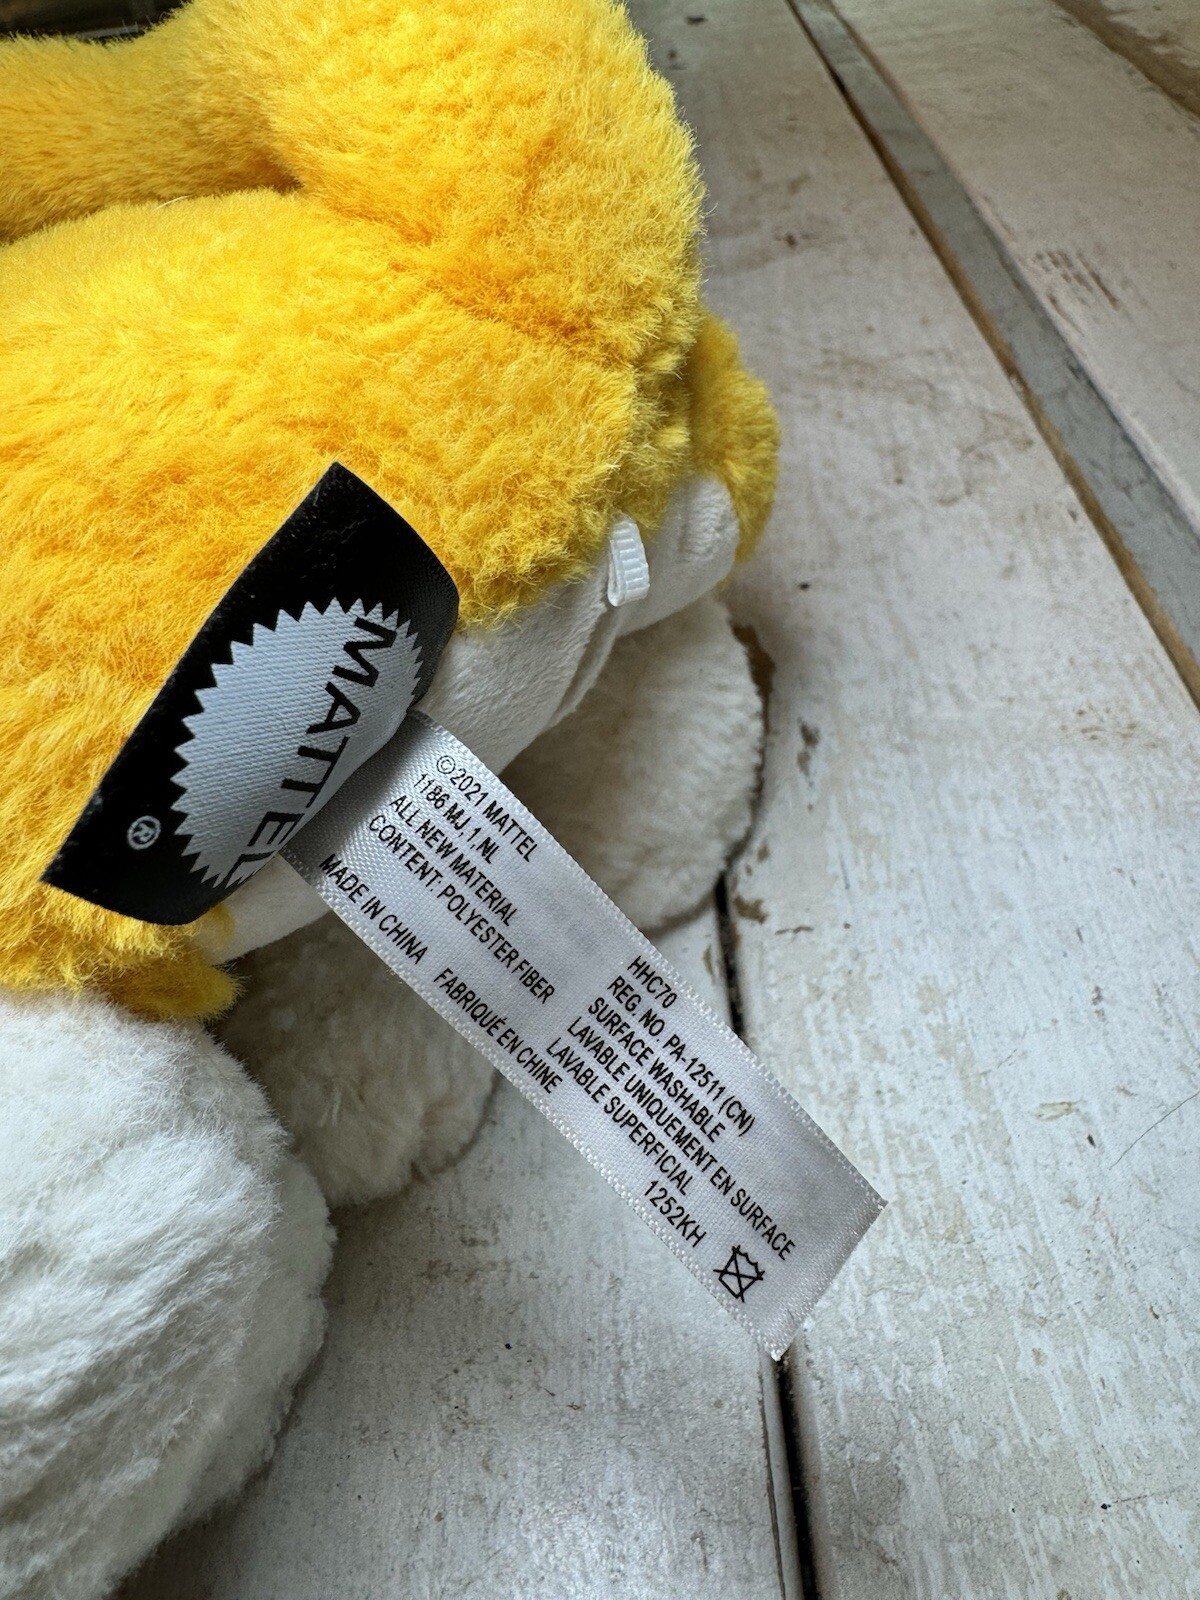 MATTEL
®
©2021 MATTEL
1186 MJ, 1.NL
ALL NEW MATERIAL
CONTENT: POLYESTER FIBER
MADE IN CHINA FABRIQUÉ EN CHINE
HHC70
REG. NO. PA-12511 (CN)
SURFACE WASHABLE
LAVABLE UNIQUEMENT EN SURFACE
LAVABLE SUPERFICIAL
1252KH